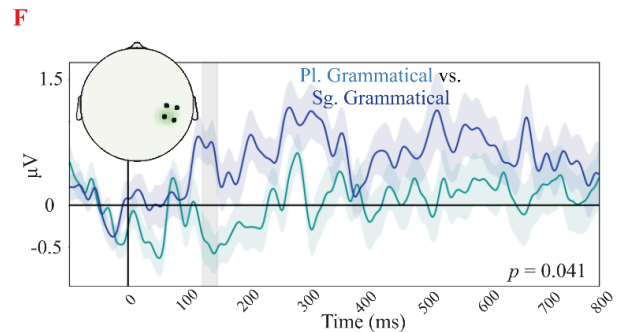 F
1.5
Pl. Grammatical vs.
Sg. Grammatical
μV
0
-0.5
p = 0.041
0 100 200 300 400 500 600 700 800
Time (ms)